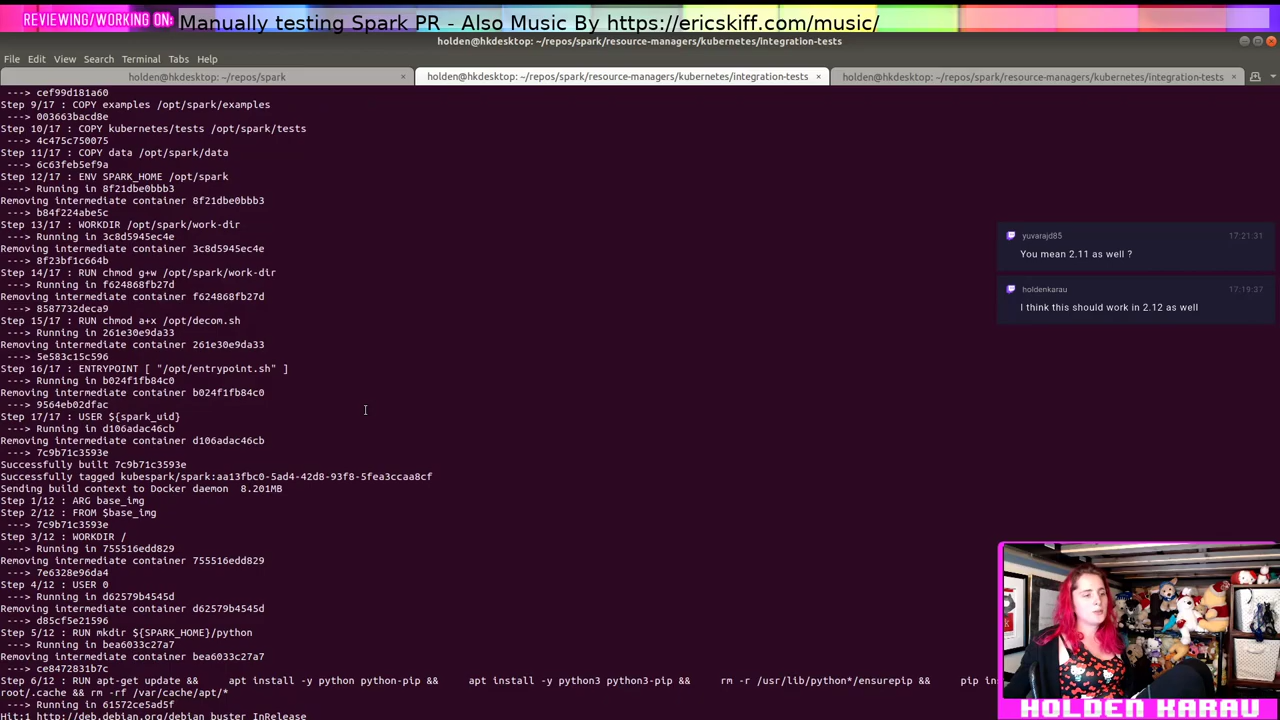 REVIEWING/WORKING ON: Manually testing Spark PR - Also Music By https://ericskiff.com/music/
holden@hkdesktop: ~/repos/spark/resource-managers/kubernetes/integration-tests
File Edit View Search Terminal Tabs Help
holden@hkdesktop: ~/repos/spark × holden@hkdesktop: ~/repos/spark/resource-managers/kubernetes/integration-tests × holden@hkdesktop: ~/repos/spark/resource-managers/kubernetes/integration-tests ×
---> cef99d181a60
Step 9/17 : COPY examples /opt/spark/examples
---> 003663bacd8e
Step 10/17 : COPY kubernetes/tests /opt/spark/tests
---> 4c475c750075
Step 11/17 : COPY data /opt/spark/data
---> 6c63feb5ef9a
Step 12/17 : ENV SPARK_HOME /opt/spark
---> Running in 8f21dbe0bbb3
Removing intermediate container 8f21dbe0bbb3
---> b84f224abe5c
Step 13/17 : WORKDIR /opt/spark/work-dir
---> Running in 3c8d5945ec4e
Removing intermediate container 3c8d5945ec4e
---> 8f23bf1c664b
Step 14/17 : RUN chmod g+w /opt/spark/work-dir
---> Running in f624868fb27d
Removing intermediate container f624868fb27d
---> 8587732deca9
Step 15/17 : RUN chmod a+x /opt/decom.sh
---> Running in 261e30e9da33
Removing intermediate container 261e30e9da33
---> 5e583c15c596
Step 16/17 : ENTRYPOINT [ "/opt/entrypoint.sh" ]
---> Running in b024f1fb84c0
Removing intermediate container b024f1fb84c0
---> 9564eb02dfac
Step 17/17 : USER ${spark_uid}
---> Running in d106adac46cb
Removing intermediate container d106adac46cb
---> 7c9b71c3593e
Successfully built 7c9b71c3593e
Successfully tagged kubespark/spark:aa13fbc0-5ad4-42d8-93f8-5fea3ccaa8cf
Sending build context to Docker daemon 8.201MB
Step 1/12 : ARG base_img
Step 2/12 : FROM $base_img
---> 7c9b71c3593e
Step 3/12 : WORKDIR /
---> Running in 755516edd829
Removing intermediate container 755516edd829
---> 7e6328e96da4
Step 4/12 : USER 0
---> Running in d62579b4545d
Removing intermediate container d62579b4545d
---> d85cf5e21596
Step 5/12 : RUN mkdir ${SPARK_HOME}/python
---> Running in bea6033c27a7
Removing intermediate container bea6033c27a7
---> ce8472831b7c
Step 6/12 : RUN apt-get update && apt install -y python python-pip && apt install -y python3 python3-pip && rm -r /usr/lib/python*/ensurepip && pip in
root/.cache && rm -rf /var/cache/apt/*
---> Running in 61572ce5ad5f
Hit:1 http://deb.debian.org/debian buster InRelease
yuvarajd85 17:21:31
You mean 2.11 as well ?
holdenkarau 17:19:37
I think this should work in 2.12 as well
HOLDEN KARAU